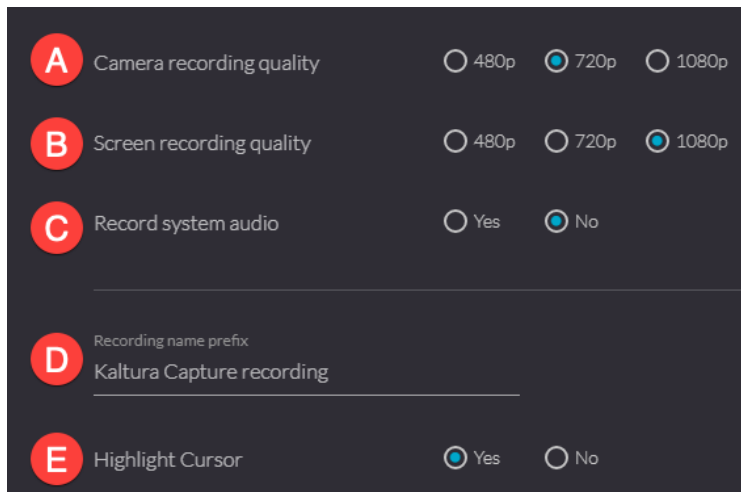 A Camera recording quality 480p 720p 1080p
B Screen recording quality 480p 720p 1080p
C Record system audio Yes No
Recording name prefix
D Kaltura Capture recording
E Highlight Cursor Yes No